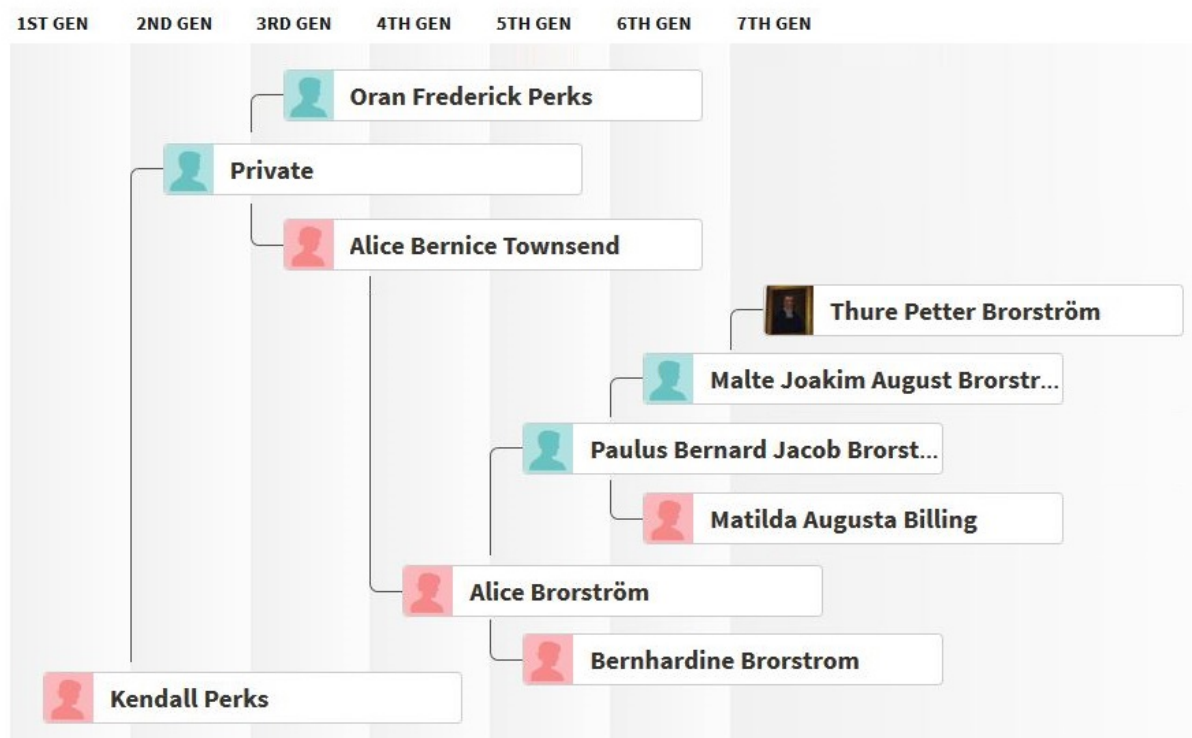 1ST GEN 2ND GEN 3RD GEN 4TH GEN 5TH GEN 6TH GEN 7TH GEN
Oran Frederick Perks
Private
Alice Bernice Townsend
Thure Petter Brorström
Malte Joakim August Brorstr...
Paulus Bernard Jacob Brorst...
Matilda Augusta Billing
Alice Brorström
Bernhardine Brorstrom
Kendall Perks